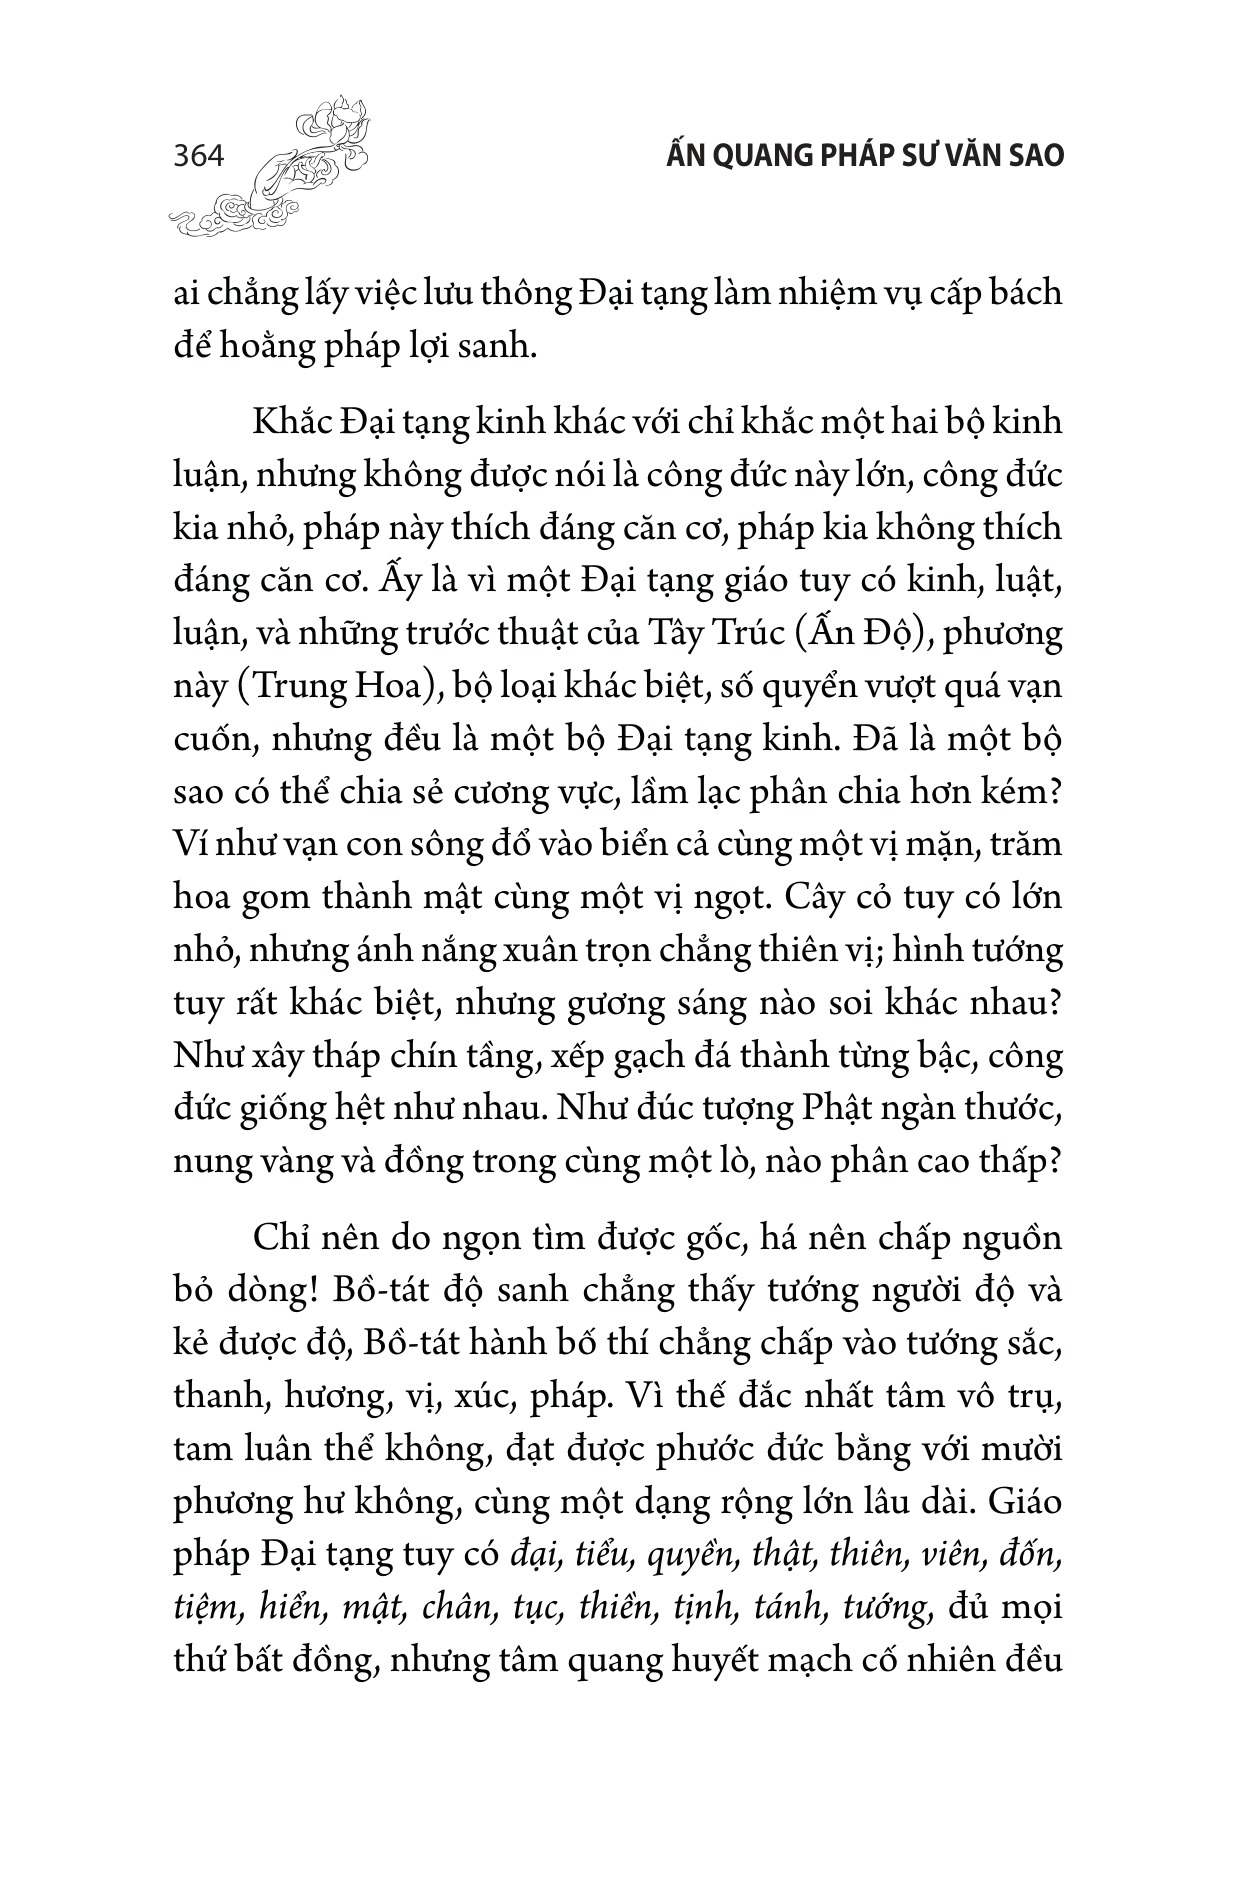 364
ẤN QUANG PHÁP SƯ VĂN SAO
ai chẳng lấy việc lưu thông Đại tạng làm nhiệm vụ cấp bách
để hoằng pháp lợi sanh.
Khắc Đại tạng kinh khác với chỉ khắc một hai bộ kinh
luận, nhưng không được nói là công đức này lớn, công đức
kia nhỏ, pháp này thích đáng căn cơ, pháp kia không thích
đáng căn cơ. Ấy là vì một Đại tạng giáo tuy có kinh, luật,
luận, và những trước thuật của Tây Trúc (Ấn Độ), phương
này (Trung Hoa), bộ loại khác biệt, số quyển vượt quá vạn
cuốn, nhưng đều là một bộ Đại tạng kinh. Đã là một bộ
sao có thể chia sẻ cương vực, lầm lạc phân chia hơn kém?
Ví như vạn con sông đổ vào biển cả cùng một vị mặn, trăm
hoa gom thành mật cùng một vị ngọt. Cây cỏ tuy có lớn
nhỏ, nhưng ánh nắng xuân trọn chẳng thiên vị; hình tướng
tuy rất khác biệt, nhưng gương sáng nào soi khác nhau?
Như xây tháp chín tầng, xếp gạch đá thành từng bậc, công
đức giống hệt như nhau. Như đúc tượng Phật ngàn thước,
nung vàng và đồng trong cùng một lò, nào phân cao thấp?
Chỉ nên do ngọn tìm được gốc, há nên chấp nguồn
bỏ dòng! Bồ-tát độ sanh chẳng thấy tướng người độ và
kẻ được độ, Bồ-tát hành bố thí chẳng chấp vào tướng sắc,
thanh, hương, vị, xúc, pháp. Vì thế đắc nhất tâm vô trụ,
tam luân thể không, đạt được phước đức bằng với mười
phương hư không, cùng một dạng rộng lớn lâu dài. Giáo
pháp Đại tạng tuy có đại, tiểu, quyền, thật, thiên, viên, đốn,
tiệm, hiển, mật, chân, tục, thiền, tịnh, tánh, tướng, đủ mọi
thứ bất đồng, nhưng tâm quang huyết mạch cố nhiên đều